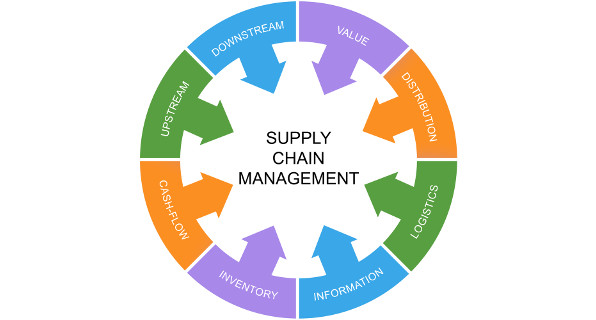 SUPPLY
CHAIN
MANAGEMENT
VALUE
DISTRIBUTION
LOGISTICS
INFORMATION
INVENTORY
CASH-FLOW
UPSTREAM
DOWNSTREAM